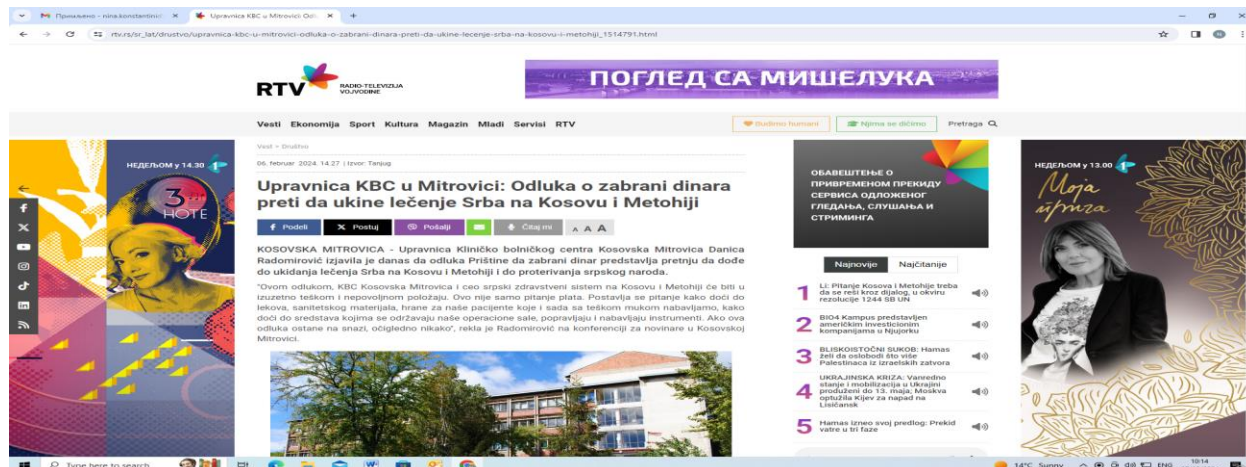 Upravnica KBC u Mitrovici: Odl
rtv.rs/sr_lat/drustvo/upravnica-kbc-u-mitrovici-odluka-o-zabrani-dinara-preti-da-ukine-lecenje-srba-na-kosovu-i-metohiji_1514791.html
RTV
RADIO-TELEVIZIJA
VOJVODINE
ПОГЛЕД СА МИШЕЛУКА
Vesti Ekonomija Sport Kultura Magazin Mladi Servisi RTV
Budimo humani
Njima se dičimo
Pretraga
Vesti > Društvo
06. februar 2024. 14:27 | Izvor: Tanjug
Upravnica KBC u Mitrovici: Odluka o zabrani dinara
preti da ukine lečenje Srba na Kosovu i Metohiji
Podeli
Postuj
Pošalji
Čitaj mi
A A A
KOSOVSKA MITROVICA - Upravnica Kliničko bolničkog centra Kosovska Mitrovica Danica
Radomirović izjavila je danas da odluka Prištine da zabrani dinar predstavlja pretnju da dođe
do ukidanja lečenja Srba na Kosovu i Metohiji i do proterivanja srpskog naroda.
"Ovom odlukom, KBC Kosovska Mitrovica i ceo srpski zdravstveni sistem na Kosovu i Metohiji će biti u
izuzetno teškom i nepovoljnom položaju. Ovo nije samo pitanje plata. Postavlja se pitanje kako doći do
lekova, sanitetskog materijala, hrane za naše pacijente koje i sada sa teškom mukom nabavljamo, kako
doći do sredstava kojima se održavaju naše operacione sale, popravljaju i nabavljaju instrumenti. Ako ova
odluka ostane na snazi, očigledno nikako", rekla je Radomirović na konferenciji za novinare u Kosovskoj
Mitrovici.
НЕДЕЉОМ у 14.30
3
НОТЕ
ОБАВЕШТЕЊЕ О
ПРИВРЕМЕНОМ ПРЕКИДУ
СЕРВИСА ОДЛОЖЕНОГ
ГЛЕДАЊА, СЛУШАЊА И
СТРИМИНГА
Najnovije
Najčitanije
1 Li: Pitanje Kosova i Metohije treba
da se reši kroz dijalog, u okviru
rezolucije 1244 SB UN
2 BIO4 Kampus predstavljen
američkim investicionim
kompanijama u Njujorku
3 BLISKOISTOČNI SUKOB: Hamas
želi da oslobodi što više
Palestinaca iz izraelskih zatvora
4 UKRAJINSKA KRIZA: Vanredno
stanje i mobilizacija u Ukrajini
produženi do 13. maja; Moskva
optužila Kijev za napad na
Lisičansk
5 Hamas izneo svoj predlog: Prekid
vatre u tri faze
НЕДЕЉОМ у 13.00
Моја
прича
Type here to search
14°C Sunny
ENG
10:14